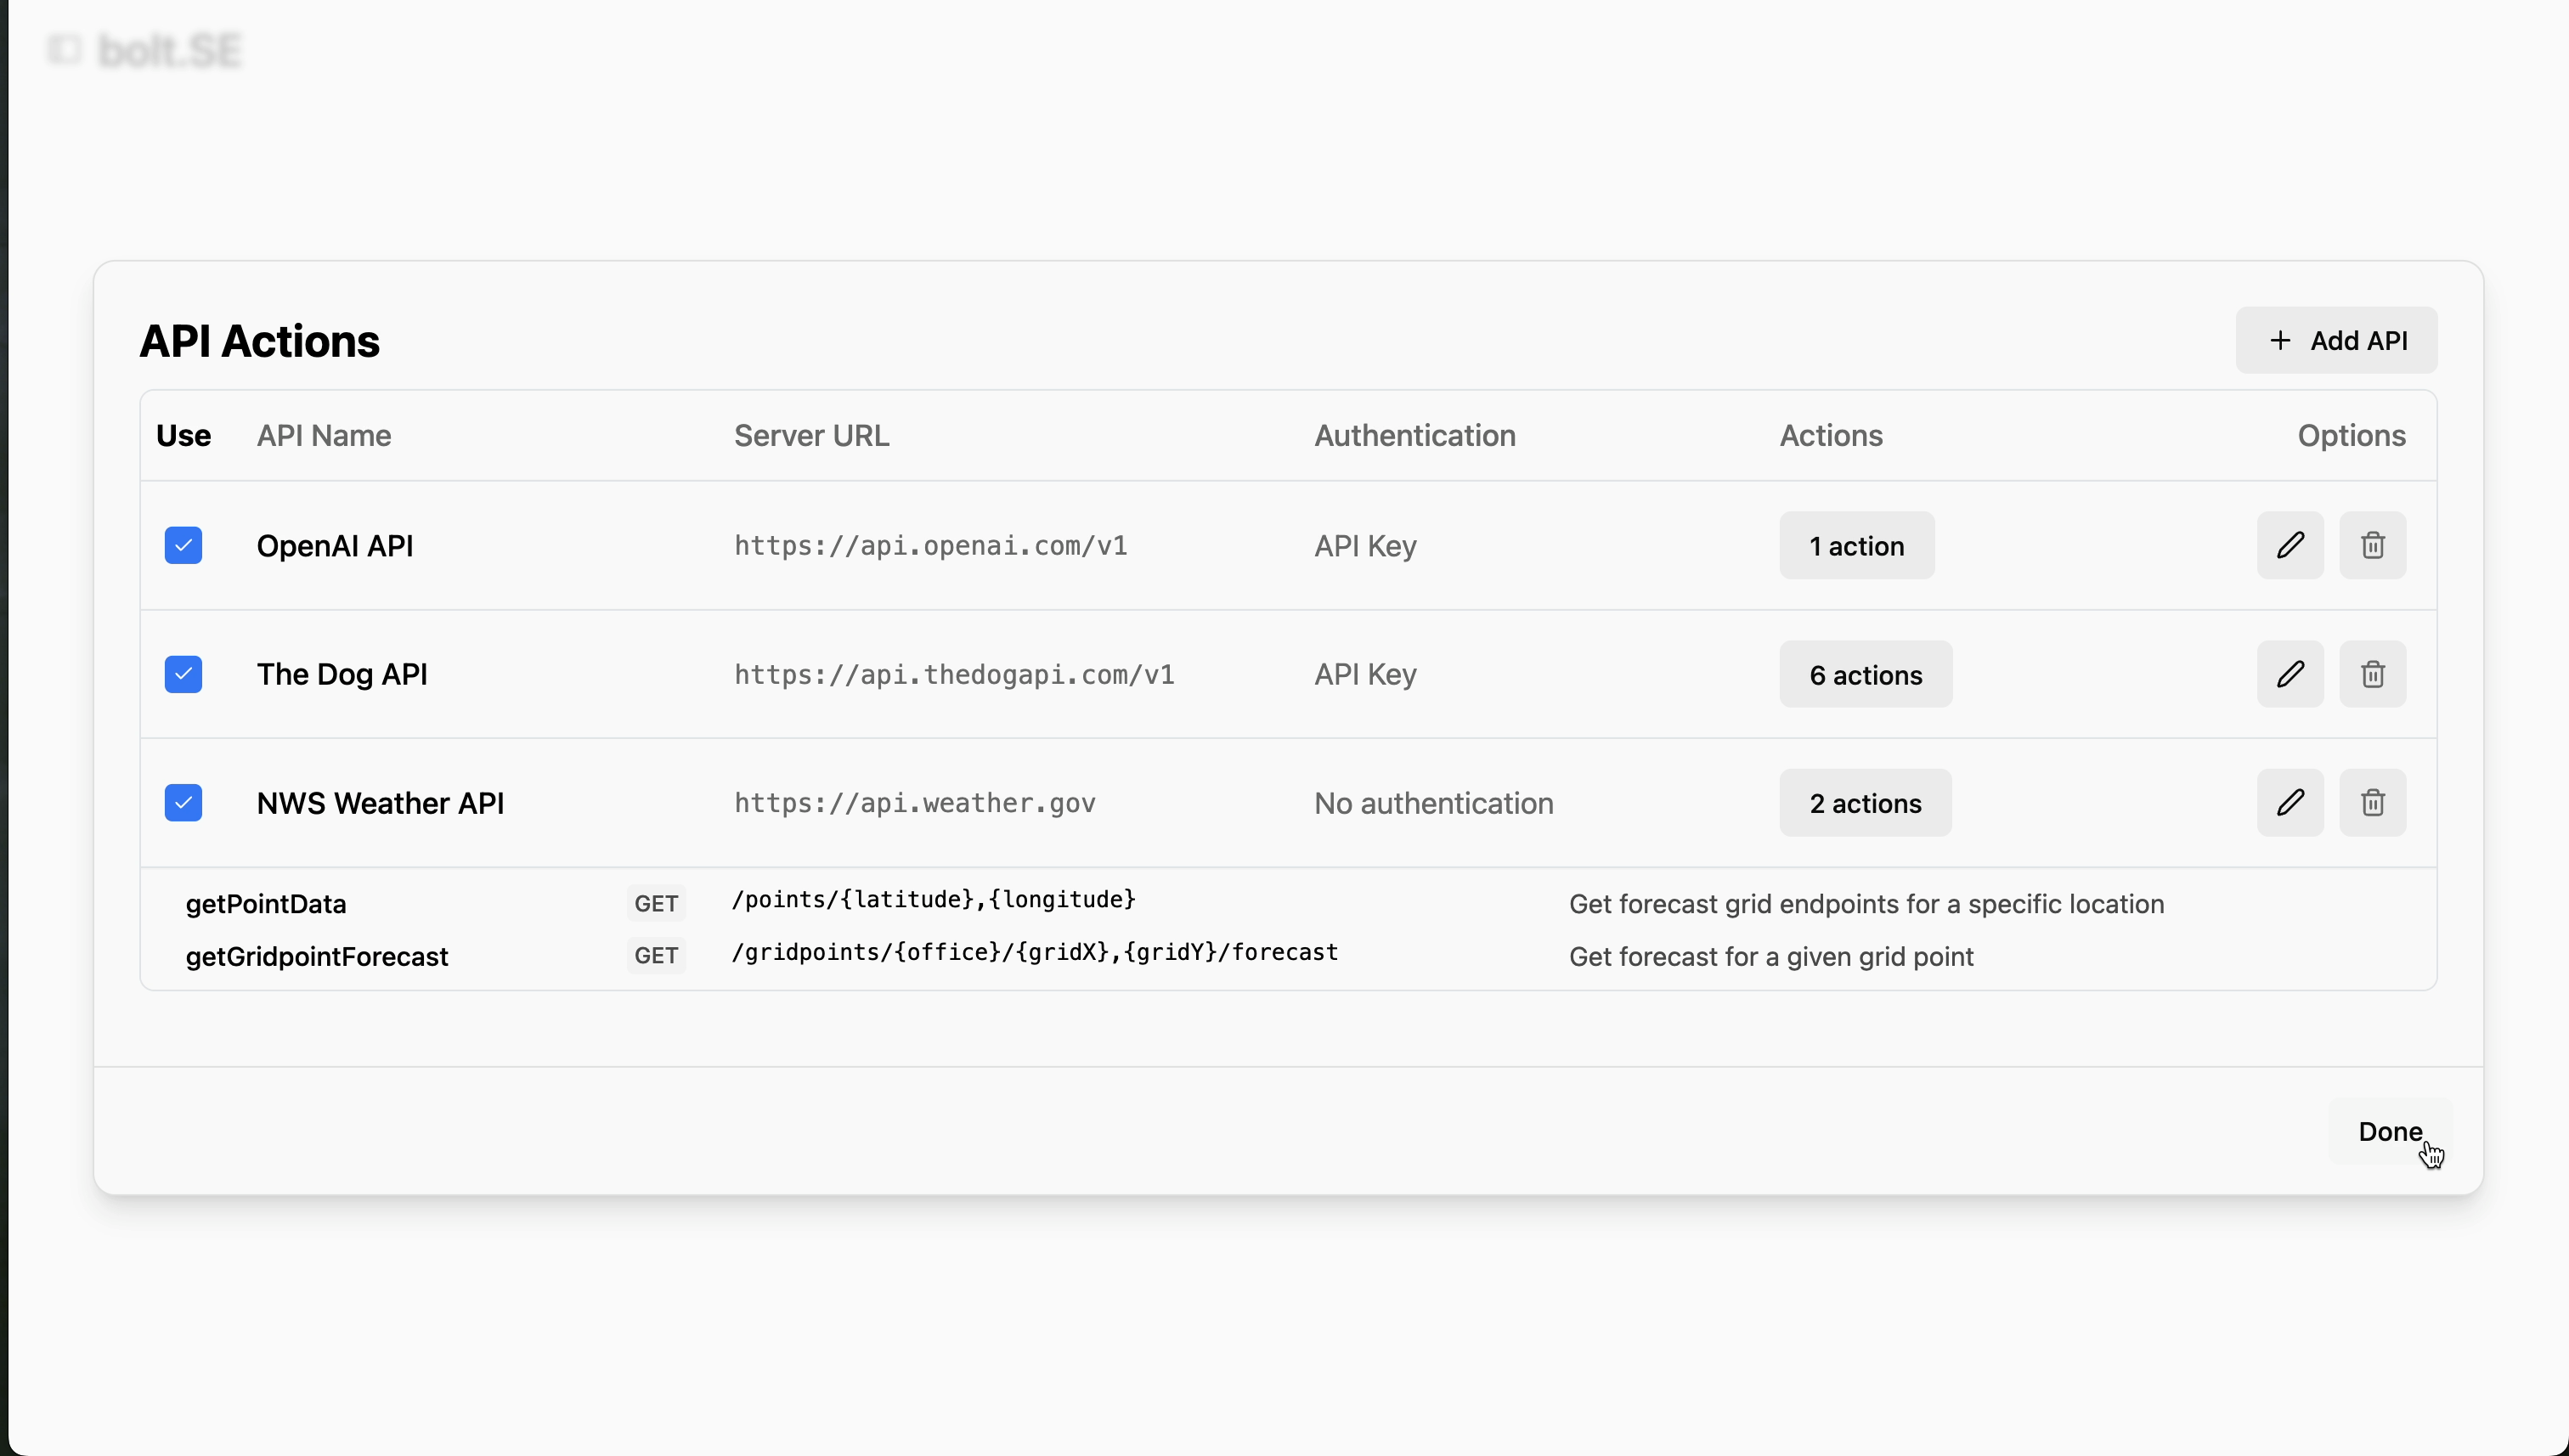 bolt.SE
API Actions
+ Add API
Use API Name Server URL Authentication Actions Options
OpenAI API https://api.openai.com/v1 API Key 1 action
The Dog API https://api.thedogapi.com/v1 API Key 6 actions
NWS Weather API https://api.weather.gov No authentication 2 actions
getPointData GET /points/{latitude},{longitude} Get forecast grid endpoints for a specific location
getGridpointForecast GET /gridpoints/{office}/{gridX},{gridY}/forecast Get forecast for a given grid point
Done